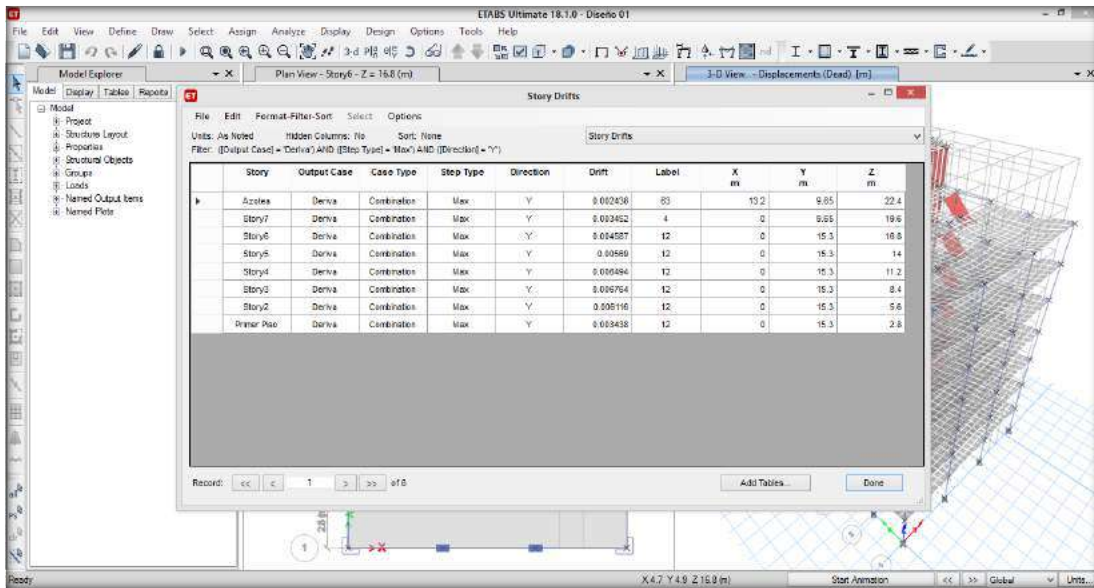 ETABS Ultimate 18.1.0 - Diseño 01
File Edit View Define Draw Select Assign Analyze Display Design Options Tools Help
Model Explorer
Plan View - Story6 - Z = 16.8 (m)
3-D View - Displacements (Dead) [m]
Model Display Tables Reports
Model
Project
Structure Layout
Properties
Structural Objects
Groups
Loads
Named Output Items
Named Plots
Story Drifts
File Edit Format-Filter-Sort Select Options
Units: As Noted Hidden Columns: No Sort: None Story Drifts
Filter: ([Output Case] = 'Deriva') AND ([Step Type] = 'Max') AND ([Direction] = 'Y')
Story Output Case Case Type Step Type Direction Drift Label X Y Z
m m m
Azotea Deriva Combination Max Y 0.002438 63 13.2 9.65 22.4
Story7 Deriva Combination Max Y 0.003452 4 0 9.65 19.6
Story6 Deriva Combination Max Y 0.004587 12 0 15.3 16.8
Story5 Deriva Combination Max Y 0.00569 12 0 15.3 14
Story4 Deriva Combination Max Y 0.006494 12 0 15.3 11.2
Story3 Deriva Combination Max Y 0.006764 12 0 15.3 8.4
Story2 Deriva Combination Max Y 0.006116 12 0 15.3 5.6
Primer Piso Deriva Combination Max Y 0.003438 12 0 15.3 2.8
Record: << < 1 > >> of 8 Add Tables... Done
1
X
Ready X 4.7 Y 4.9 Z 16.8 (m) Start Animation << >> Global Units...